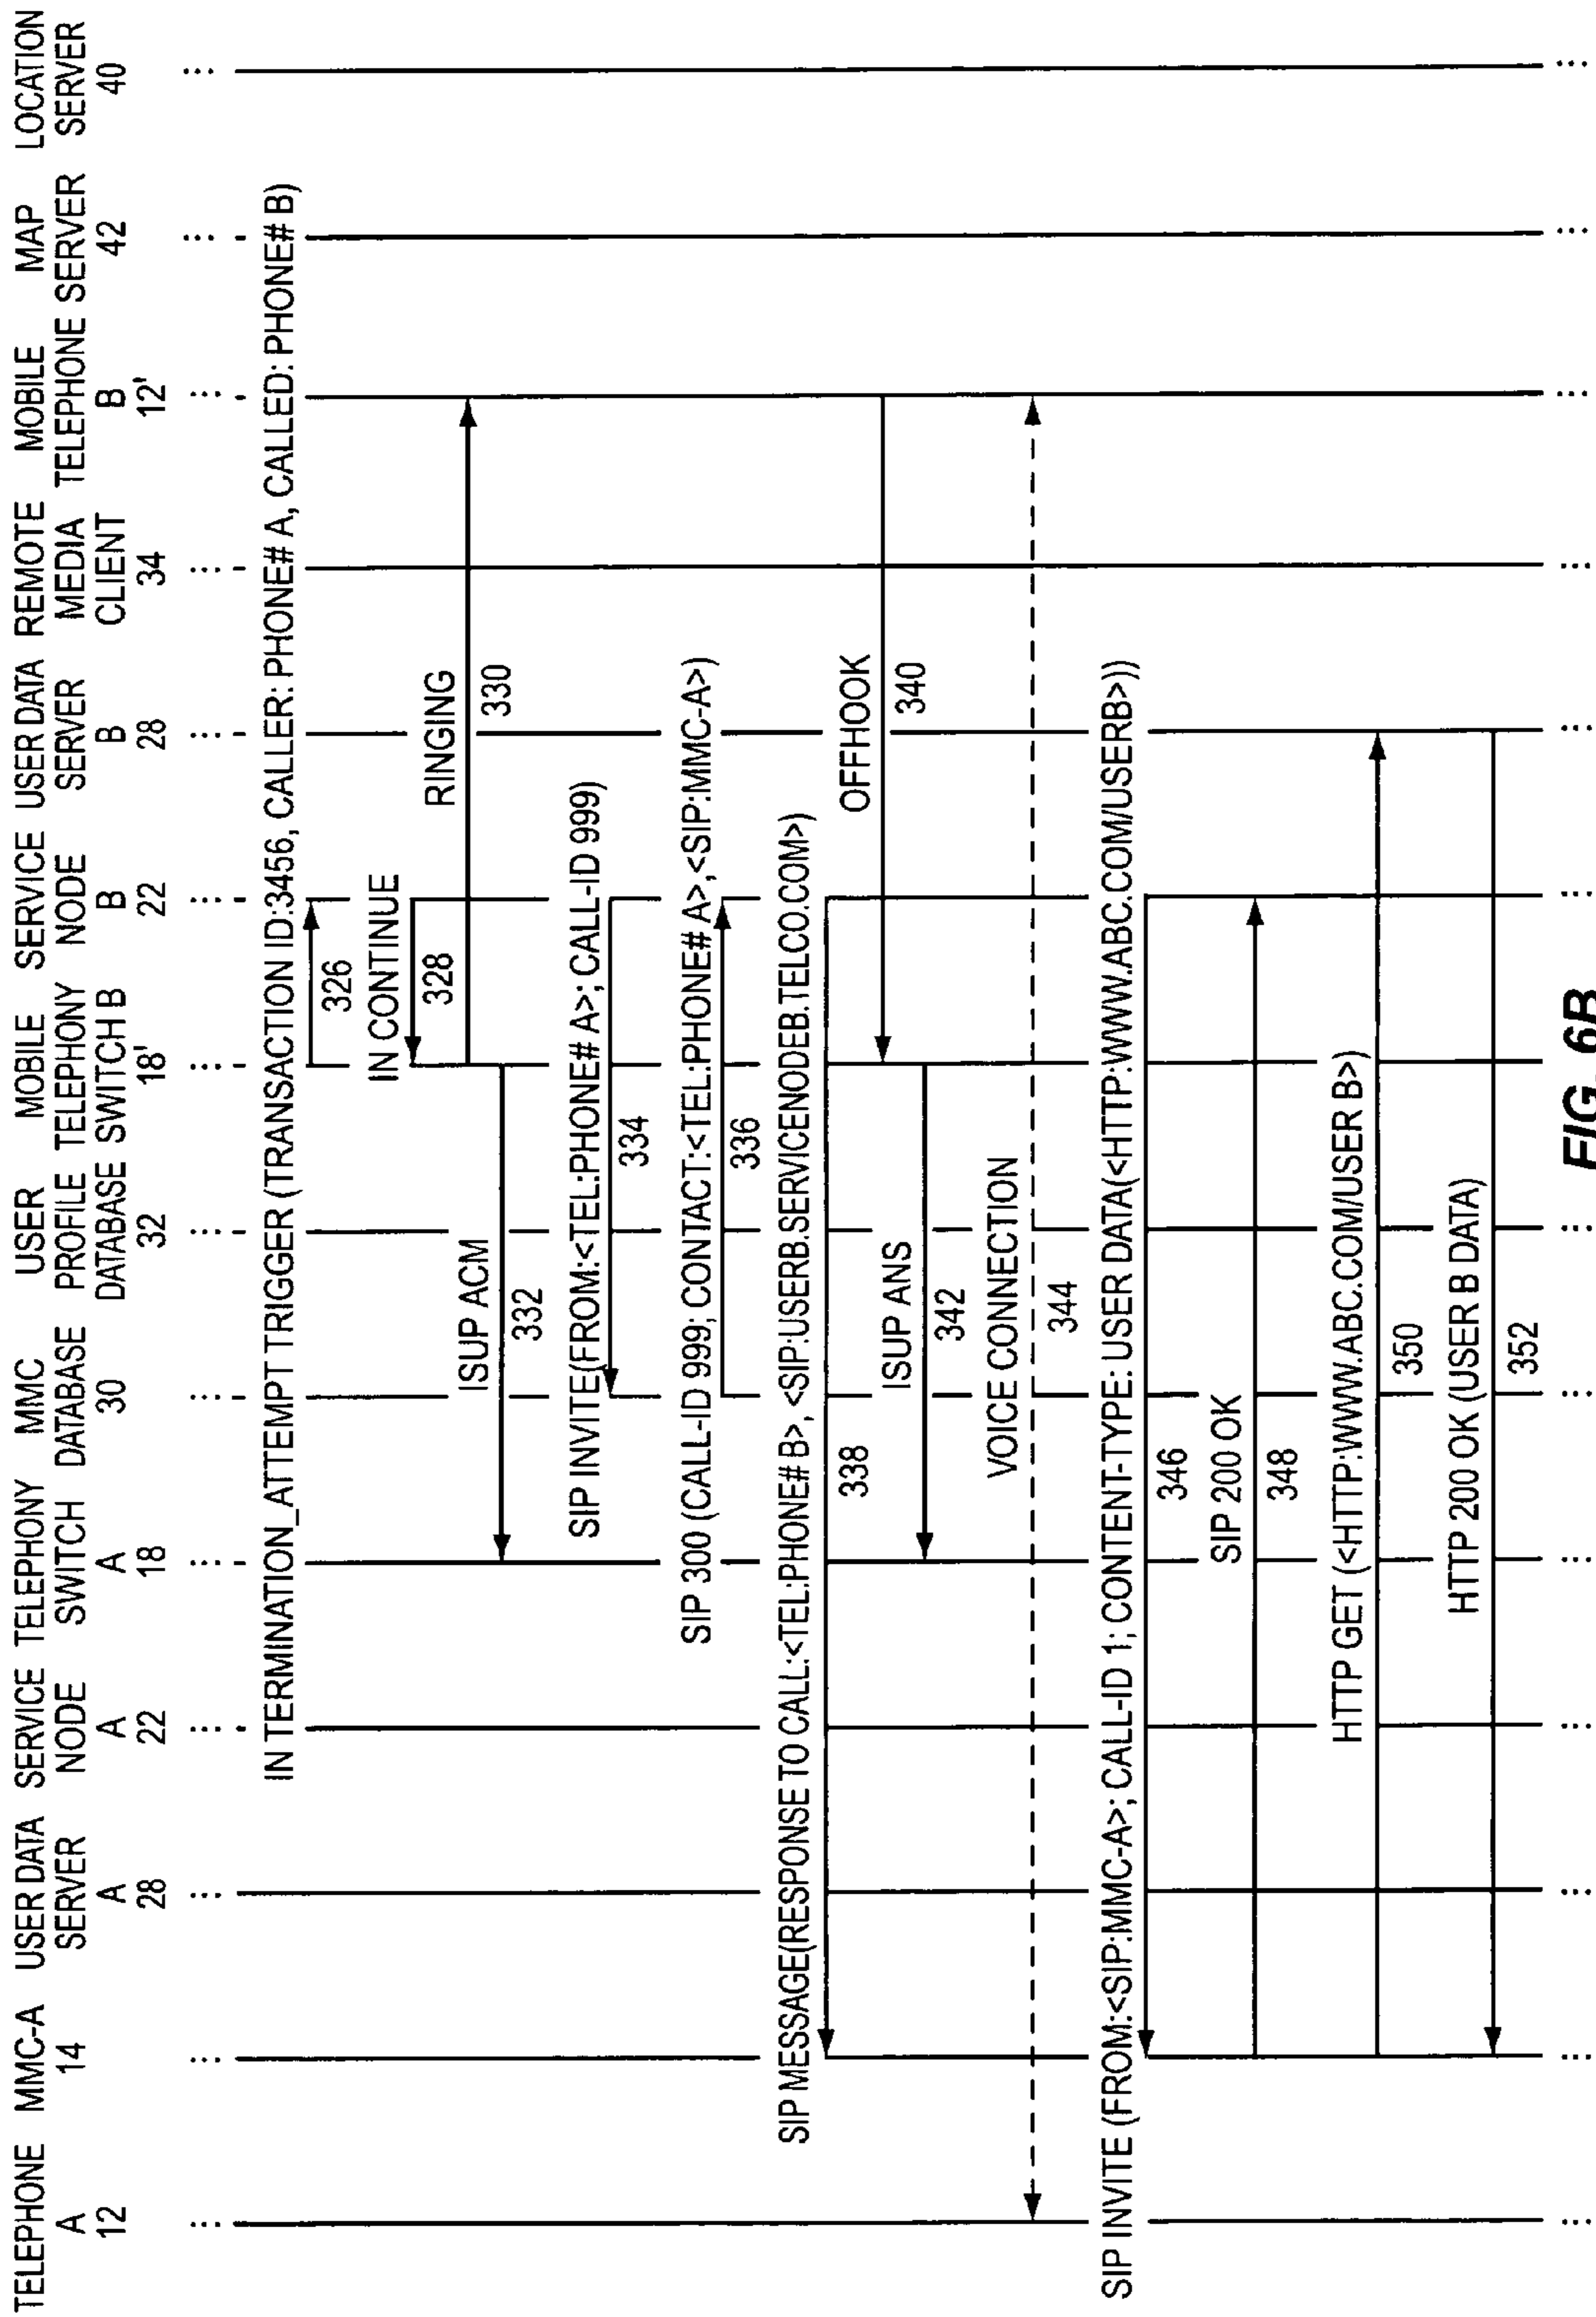 TELEPHONE
A
12
MMC-A
14
USER DATA
SERVER
A
28
SERVICE
NODE
A
22
TELEPHONY
SWITCH
A
18
MMC
DATABASE
30
USER
PROFILE
DATABASE
32
MOBILE
TELEPHONY
SWITCH B
18'
SERVICE
NODE
B
22
USER DATA
SERVER
B
28
REMOTE
MEDIA
CLIENT
34
MOBILE
TELEPHONE
B
12'
MAP
SERVER
42
LOCATION
SERVER
40
IN TERMINATION_ATTEMPT TRIGGER (TRANSACTION ID:3456, CALLER: PHONE# A, CALLED: PHONE# B)
326
IN CONTINUE
328
RINGING
330
ISUP ACM
332
SIP INVITE(FROM:<TEL:PHONE# A>; CALL-ID 999)
334
SIP 300 (CALL-ID 999; CONTACT:<TEL:PHONE# A>,<SIP:MMC-A>)
336
SIP MESSAGE(RESPONSE TO CALL:<TEL:PHONE# B>, <SIP:USERB.SERVICENODEB.TELCO.COM>)
338
OFFHOOK
340
ISUP ANS
342
VOICE CONNECTION
344
SIP INVITE (FROM:<SIP:MMC-A>; CALL-ID 1; CONTENT-TYPE: USER DATA(<HTTP:WWW.ABC.COM/USERB>))
346
SIP 200 OK
348
HTTP GET (<HTTP:WWW.ABC.COM/USER B>)
350
HTTP 200 OK (USER B DATA)
352
FIG. 6B